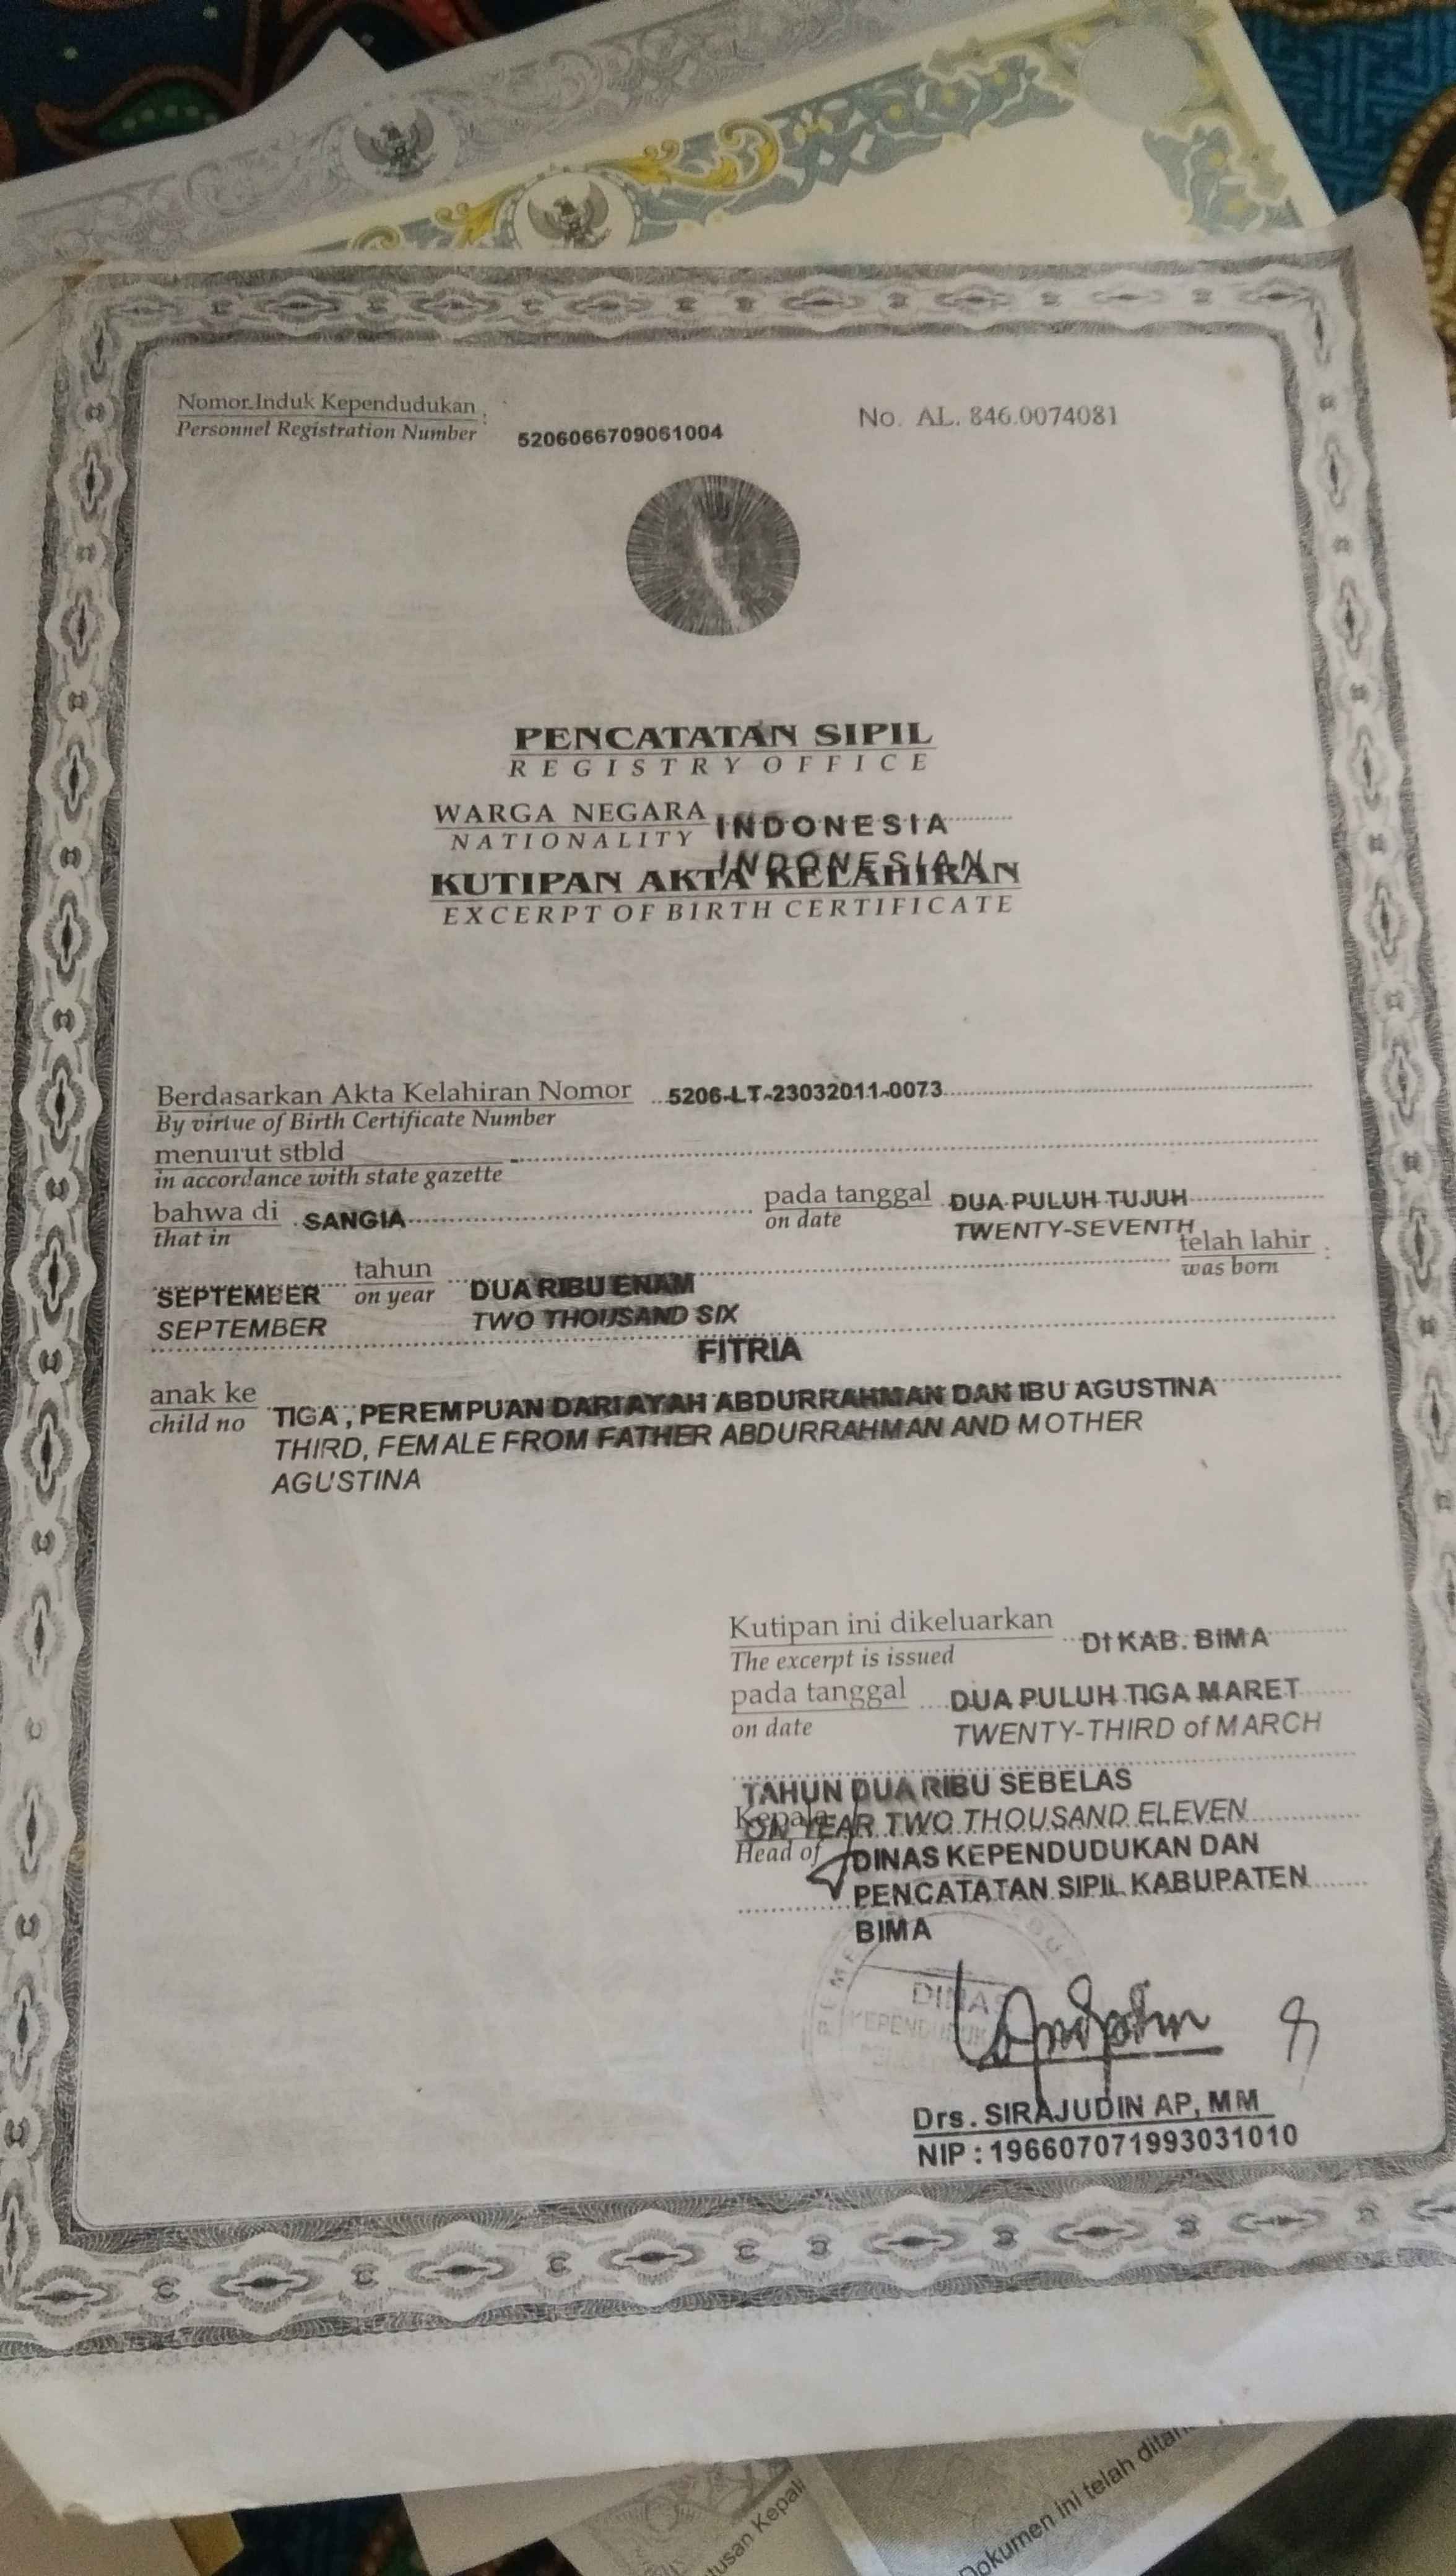 Nomor Induk Kependudukan
Personnel Registration Number : 5206066709061004
No. AL. 846.0074081
PENCATATAN SIPIL
REGISTRY OFFICE
WARGA NEGARA INDONESIA
NATIONALITY INDONESIAN
KUTIPAN AKTA KELAHIRAN
EXCERPT OF BIRTH CERTIFICATE
Berdasarkan Akta Kelahiran Nomor 5206-LT-23032011-0073
By virtue of Birth Certificate Number
menurut stbld -
in accordance with state gazette
bahwa di SANGIA pada tanggal DUA PULUH TUJUH
that in on date TWENTY-SEVENTH
telah lahir :
was born
SEPTEMBER tahun DUA RIBU ENAM
SEPTEMBER on year TWO THOUSAND SIX
FITRIA
anak ke TIGA, PEREMPUAN DARI AYAH ABDURRAHMAN DAN IBU AGUSTINA
child no THIRD, FEMALE FROM FATHER ABDURRAHMAN AND MOTHER
AGUSTINA
Kutipan ini dikeluarkan DI KAB. BIMA
The excerpt is issued
pada tanggal DUA PULUH TIGA MARET
on date TWENTY-THIRD of MARCH
TAHUN DUA RIBU SEBELAS
ON YEAR TWO THOUSAND ELEVEN
Kepala
Head of DINAS KEPENDUDUKAN DAN
PENCATATAN SIPIL KABUPATEN
BIMA
DINAS
Drs. SIRAJUDIN AP, MM
NIP : 196607071993031010
Dokumen ini telah